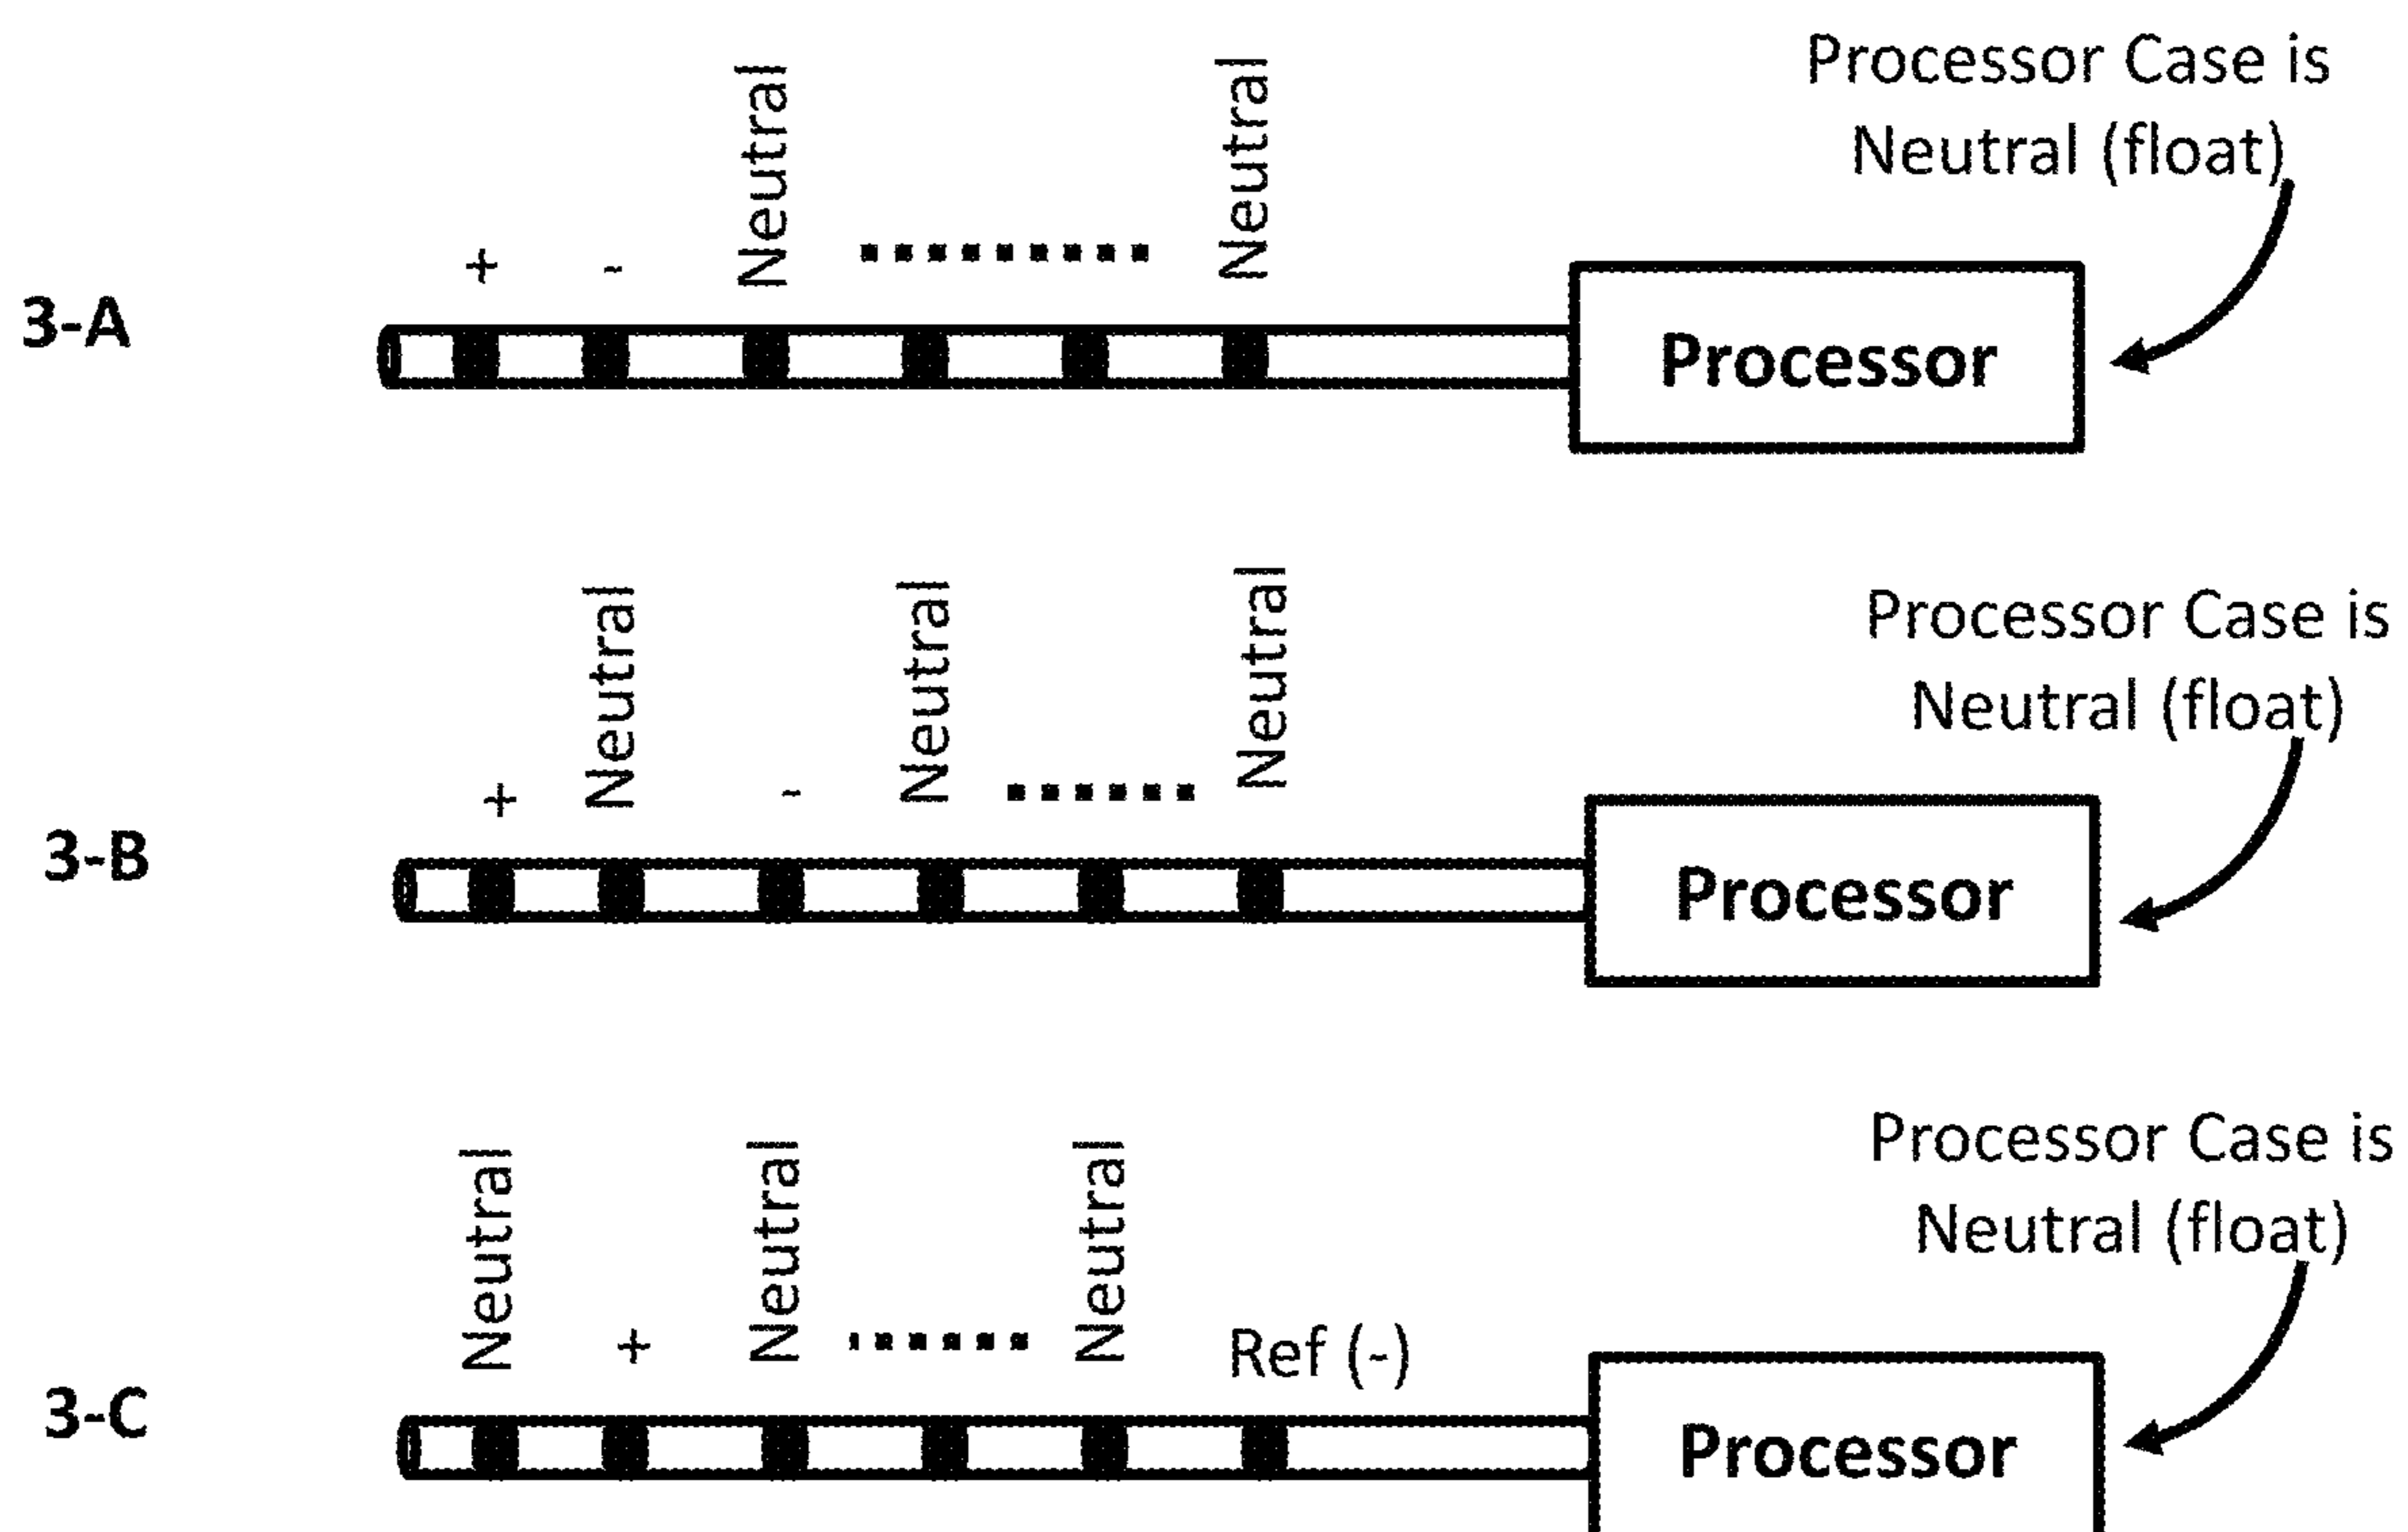 Processor Case is
Neutral (float)
+ - Neutral Neutral
3-A
Processor
Processor Case is
Neutral (float)
+ Neutral - Neutral Neutral
3-B
Processor
Processor Case is
Neutral (float)
Neutral + Neutral Neutral Ref (-)
3-C
Processor